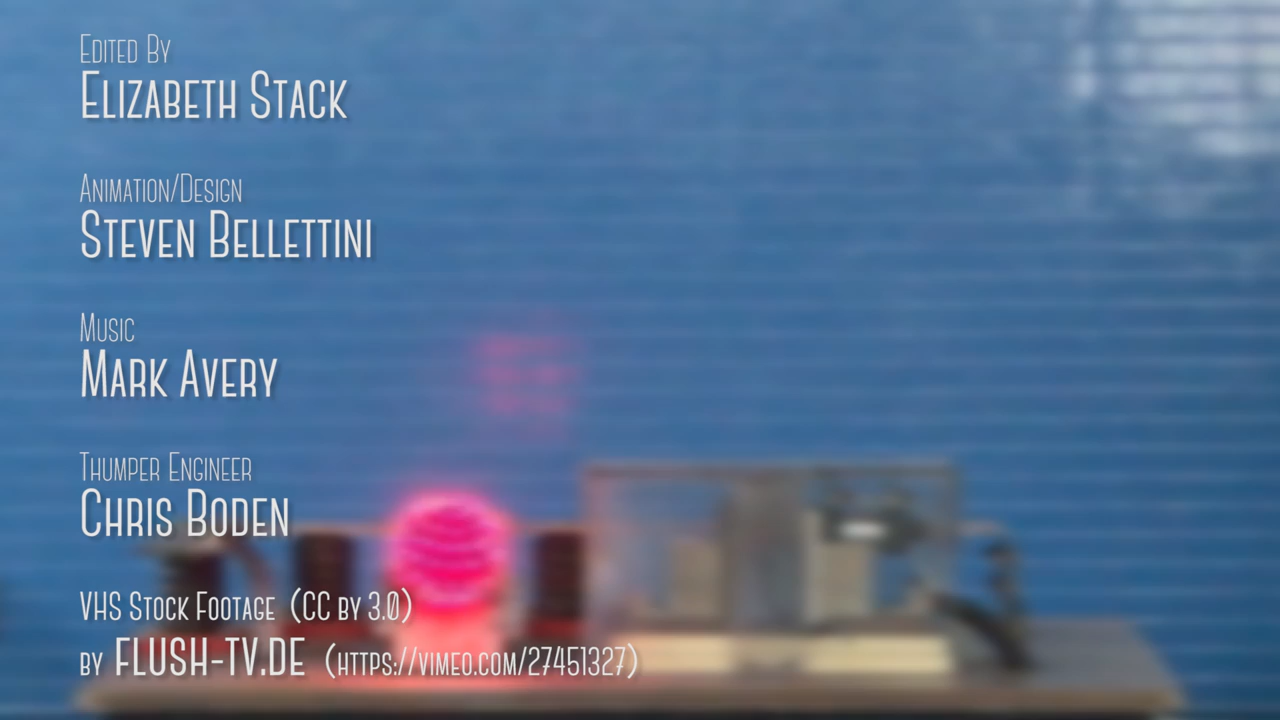 Edited By
Elizabeth Stack
Animation/Design
Steven Bellettini
Music
Mark Avery
Thumper Engineer
Chris Boden
VHS Stock Footage (CC by 3.0)
by FLUSH-TV.DE (https://vimeo.com/27451327)